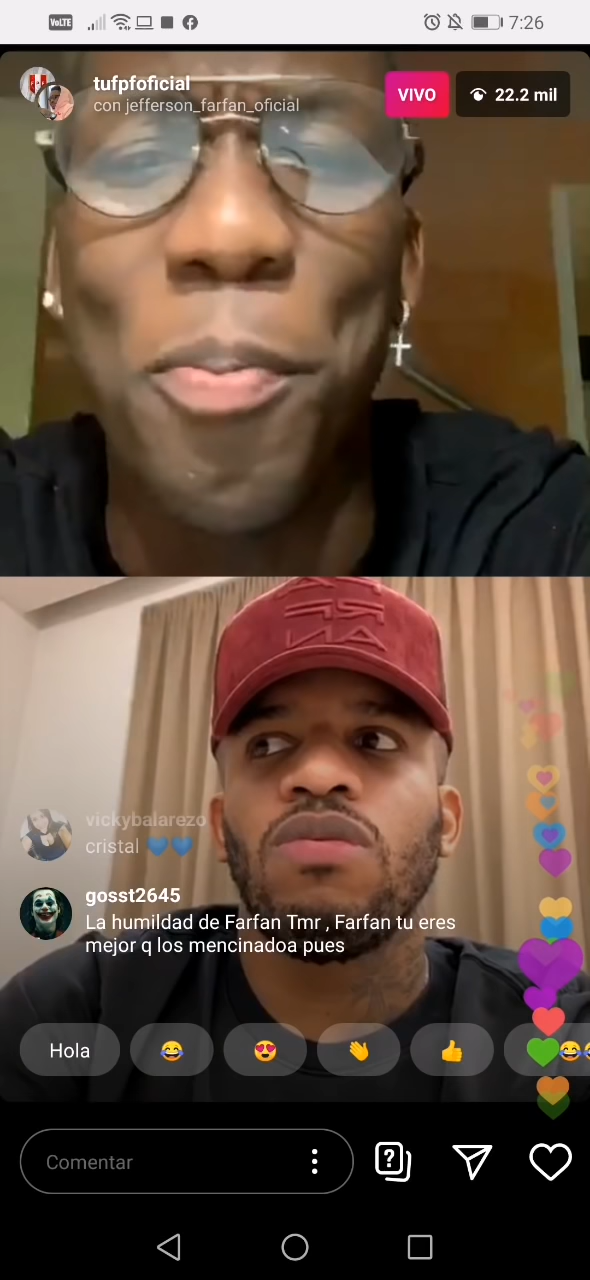 VoLTE
7:26
tufpfoficial
con jefferson_farfan_oficial
VIVO
22.2 mil
vickybalarezo
cristal 💙💙
gosst2645
La humildad de Farfan Tmr , Farfan tu eres
mejor q los mencinadoa pues
Hola
Comentar